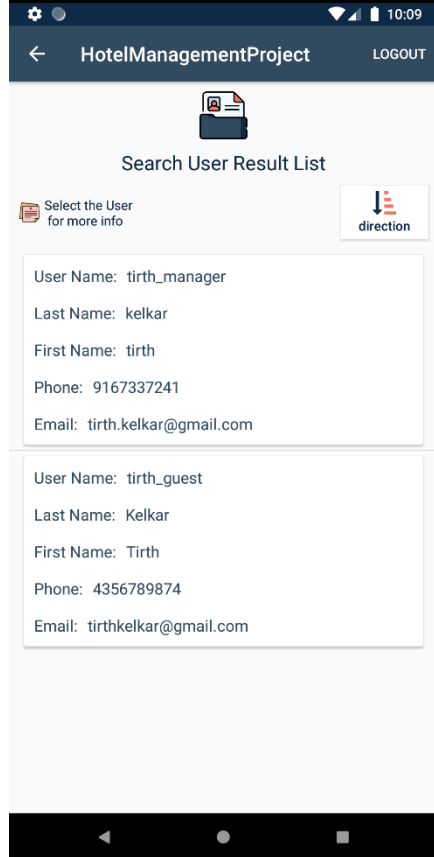 10:09
HotelManagementProject LOGOUT
Search User Result List
Select the User
for more info
direction
User Name: tirth_manager
Last Name: kelkar
First Name: tirth
Phone: 9167337241
Email: tirth.kelkar@gmail.com
User Name: tirth_guest
Last Name: Kelkar
First Name: Tirth
Phone: 4356789874
Email: tirthkelkar@gmail.com